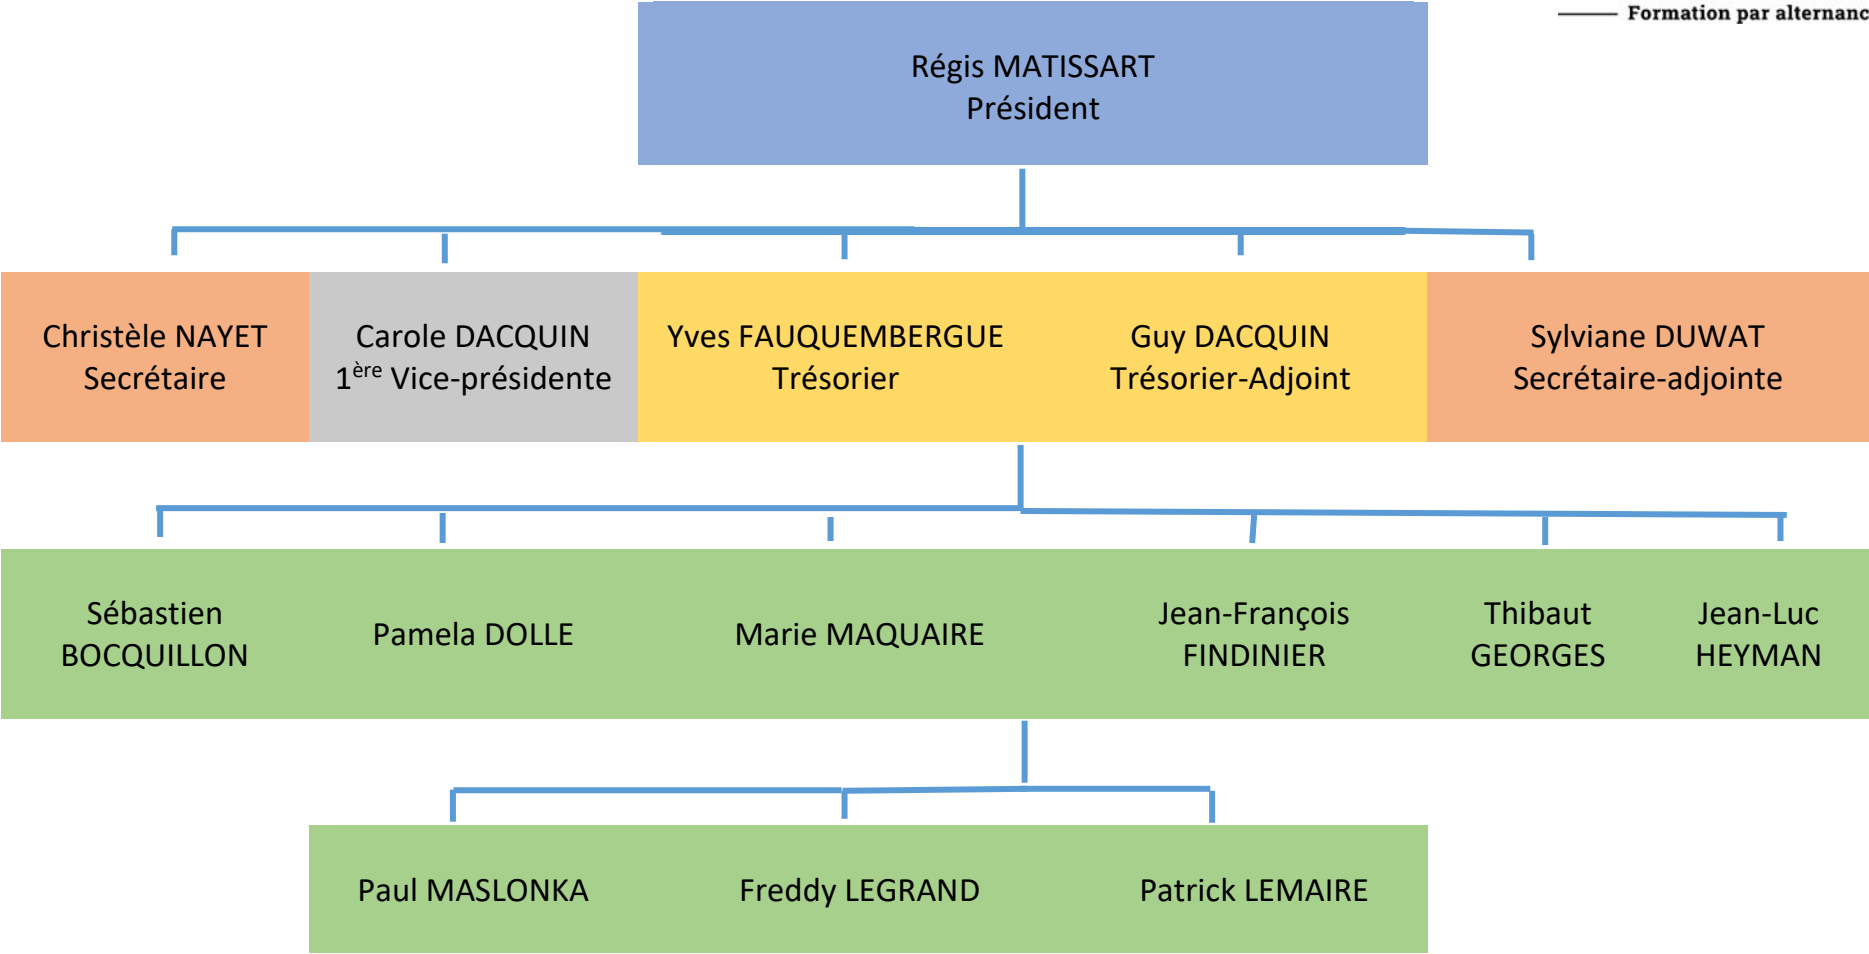 Formation par alternanc
Régis MATISSART
Président
Christèle NAYET
Secrétaire
Carole DACQUIN
1ère Vice-présidente
Yves FAUQUEMBERGUE
Trésorier
Guy DACQUIN
Trésorier-Adjoint
Sylviane DUWAT
Secrétaire-adjointe
Sébastien
BOCQUILLON
Pamela DOLLE
Marie MAQUAIRE
Jean-François
FINDINIER
Thibaut
GEORGES
Jean-Luc
HEYMAN
Paul MASLONKA
Freddy LEGRAND
Patrick LEMAIRE